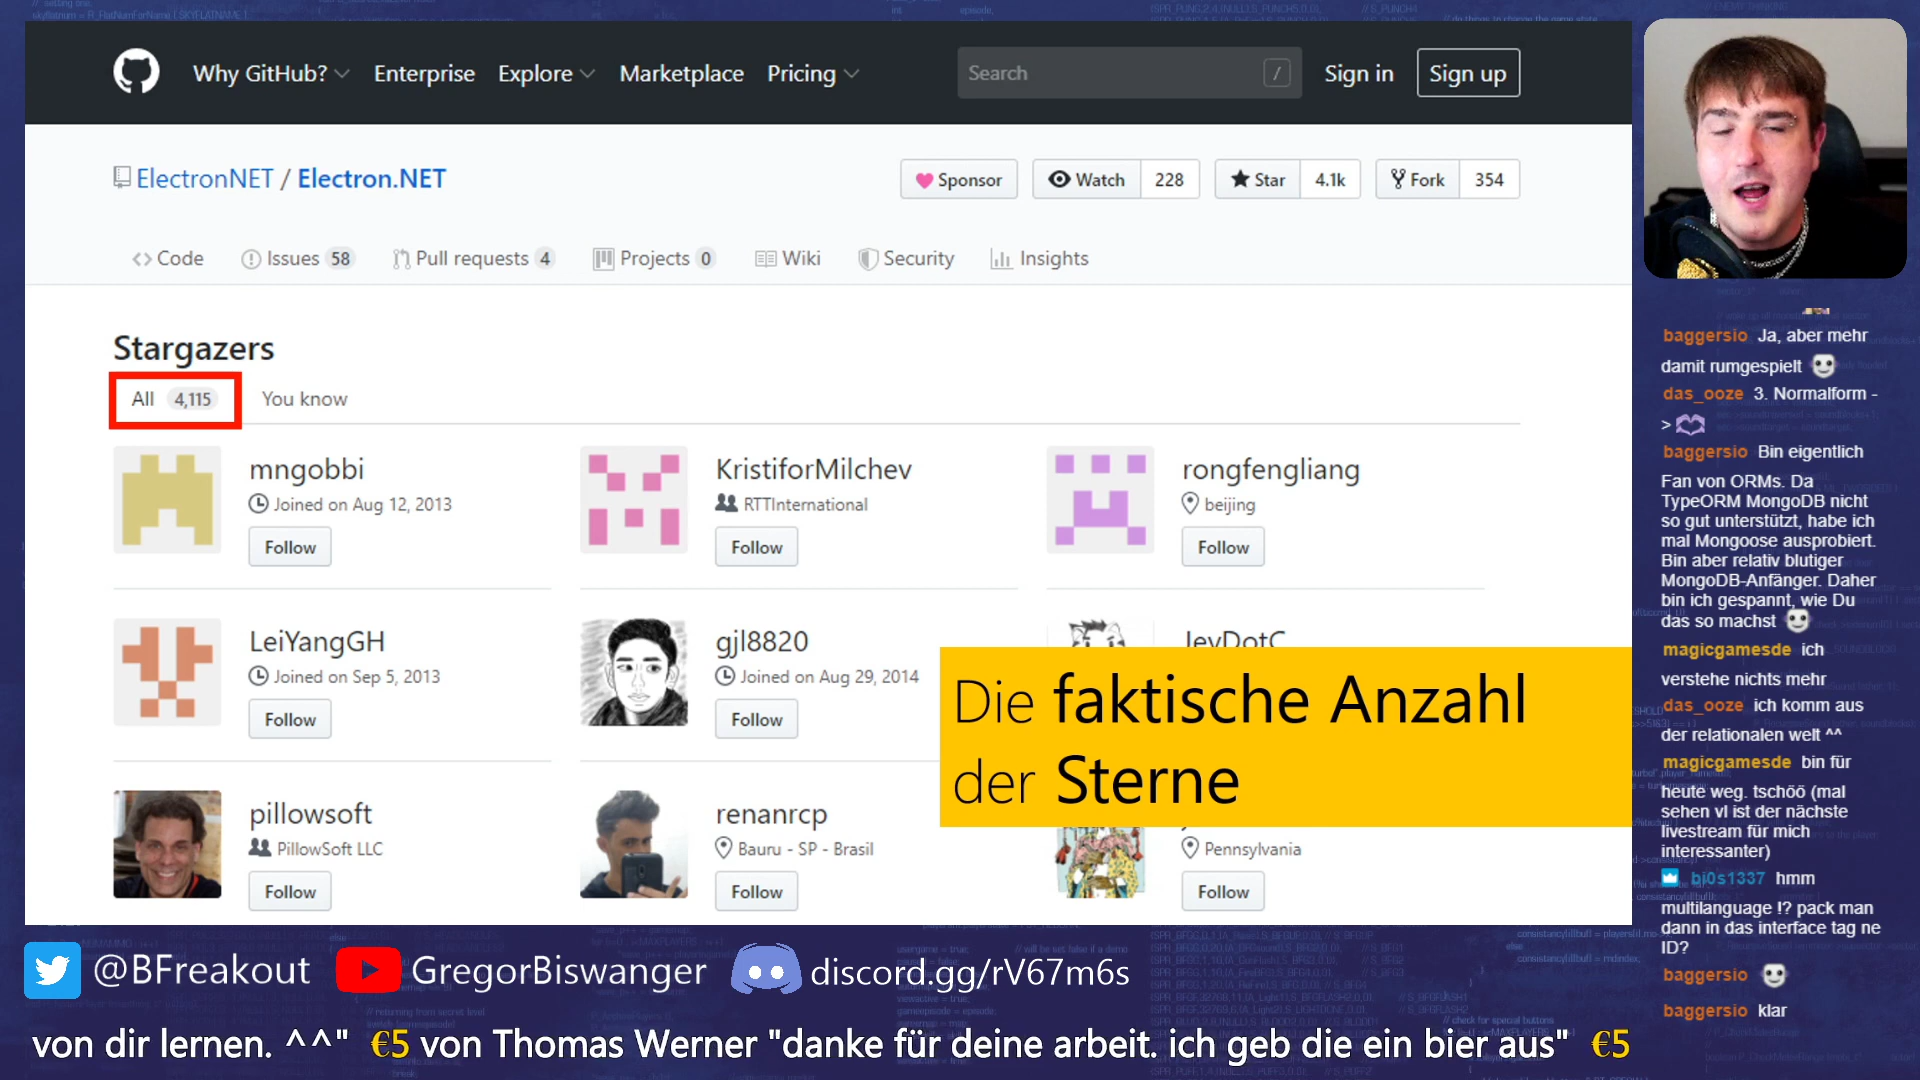 Why GitHub? Enterprise Explore Marketplace Pricing Search / Sign in Sign up
ElectronNET / Electron.NET Sponsor Watch 228 Star 4.1k Fork 354
Code Issues 58 Pull requests 4 Projects 0 Wiki Security Insights
Stargazers
All 4,115 You know
mngobbi
Joined on Aug 12, 2013
Follow
KristiforMilchev
RTTInternational
Follow
rongfengliang
beijing
Follow
LeiYangGH
Joined on Sep 5, 2013
Follow
gjl8820
Joined on Aug 29, 2014
Follow
Die faktische Anzahl
der Sterne
pillowsoft
PillowSoft LLC
Follow
renanrcp
Bauru - SP - Brasil
Follow
Pennsylvania
Follow
baggersio Ja, aber mehr
damit rumgespielt
das_ooze 3. Normalform -
>
baggersio Bin eigentlich
Fan von ORMs. Da
TypeORM MongoDB nicht
so gut unterstützt, habe ich
mal Mongoose ausprobiert.
Bin aber relativ blutiger
MongoDB-Anfänger. Daher
bin ich gespannt, wie Du
das so machst
magicgamesde ich
verstehe nichts mehr
das_ooze ich komm aus
der relationalen welt ^^
magicgamesde bin für
heute weg. tschöö (mal
sehen vl ist der nächste
livestream für mich
interessanter)
bi0s1337 hmm
multilanguage !? pack man
dann in das interface tag ne
ID?
baggersio
baggersio klar
@BFreakout GregorBiswanger discord.gg/rV67m6s
von dir lernen. ^^" €5 von Thomas Werner "danke für deine arbeit. ich geb die ein bier aus" €5